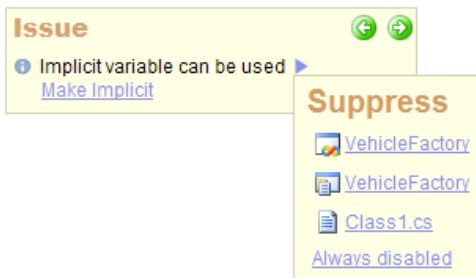 Issue
Implicit variable can be used
Make Implicit
Suppress
VehicleFactory
VehicleFactory
Class1.cs
Always disabled